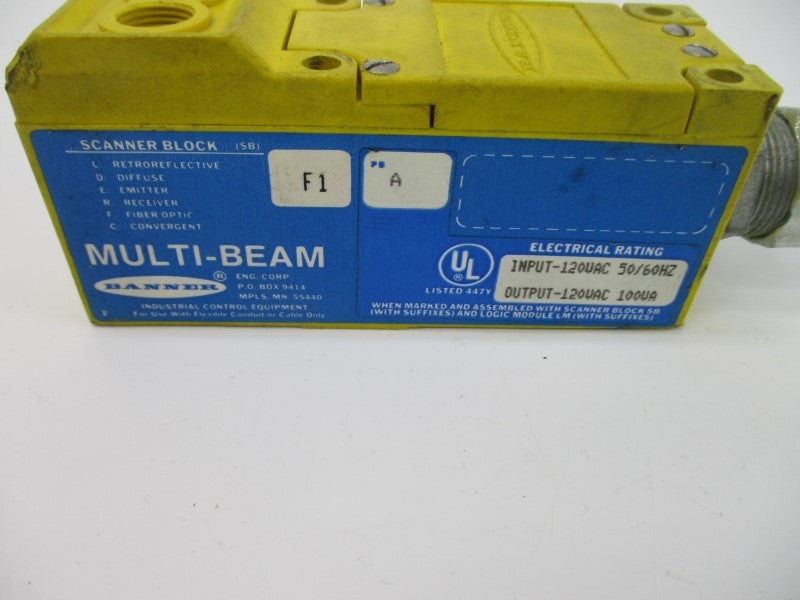 BANNER
SCANNER BLOCK (SB)
L: RETROREFLECTIVE
D: DIFFUSE
E: EMITTER
R: RECEIVER
F: FIBER OPTIC
C: CONVERGENT
F1
PB
A
MULTI-BEAM
BANNER ® ENG. CORP.
P.O. BOX 9414
MPLS. MN. 55440
INDUSTRIAL CONTROL EQUIPMENT
For Use With Flexible Conduit or Cable Only
UL
LISTED 447Y
ELECTRICAL RATING
INPUT-120VAC 50/60HZ
OUTPUT-120VAC 100VA
WHEN MARKED AND ASSEMBLED WITH SCANNER BLOCK SB
(WITH SUFFIXES) AND LOGIC MODULE LM (WITH SUFFIXES)